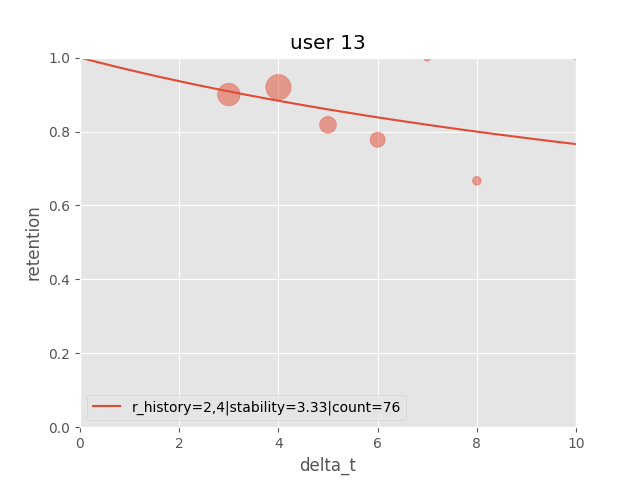 user 13
1.0
0.8
0.6
0.4
0.2
0.0
retention
r_history=2,4|stability=3.33|count=76
0 2 4 6 8 10
delta_t